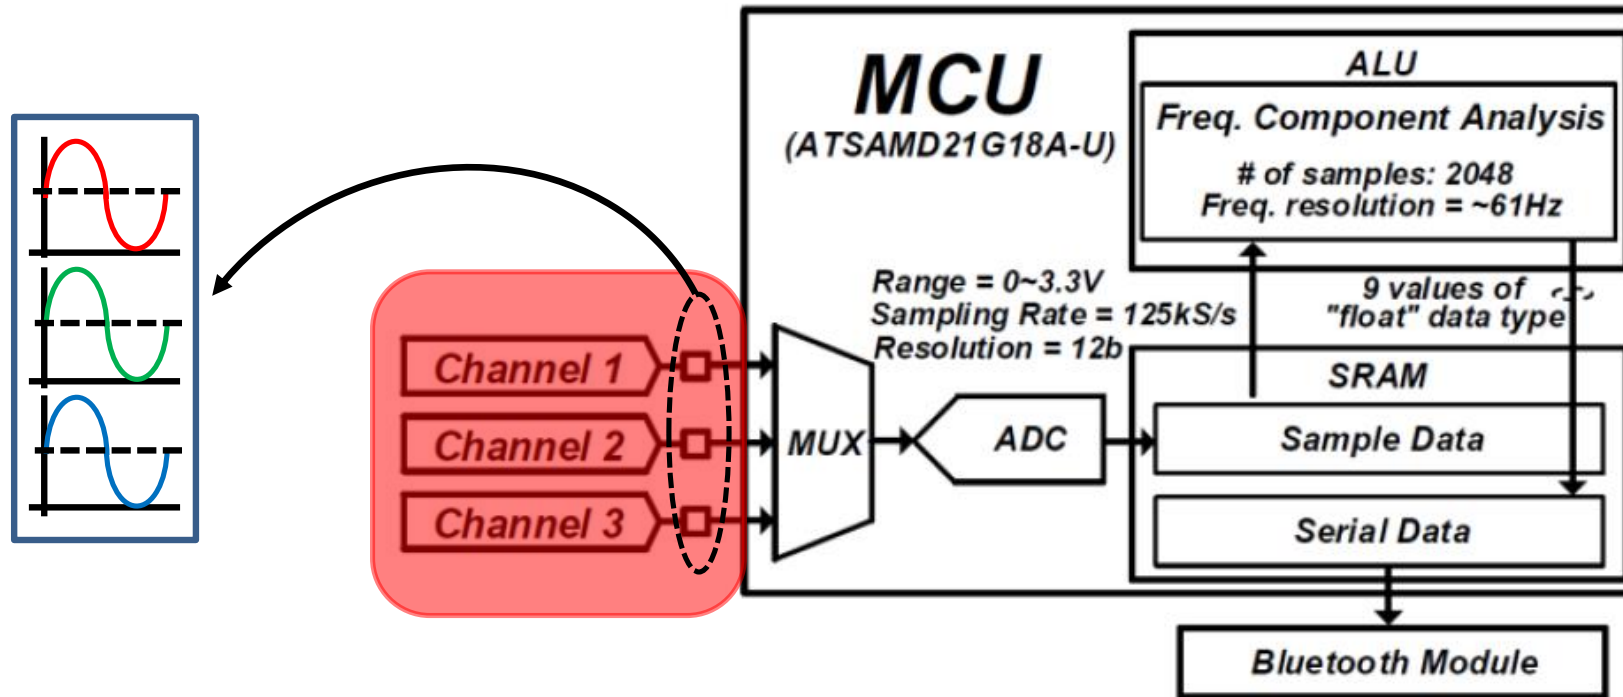 MCU
(ATSAMD21G18A-U)
ALU
Freq. Component Analysis
# of samples: 2048
Freq. resolution = ~61Hz
Range = 0~3.3V
Sampling Rate = 125kS/s
Resolution = 12b
9 values of
"float" data type
Channel 1
Channel 2
Channel 3
MUX
ADC
SRAM
Sample Data
Serial Data
Bluetooth Module